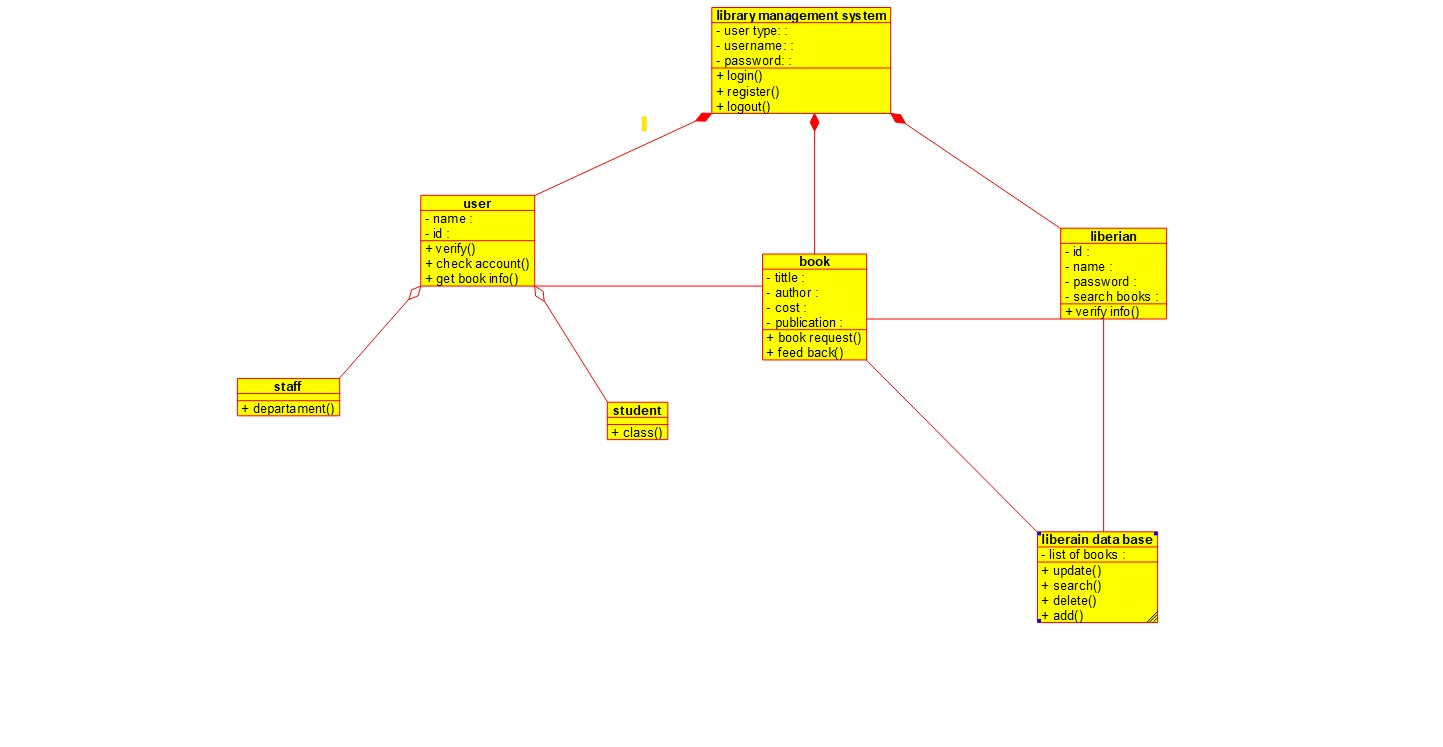 library management system
- user type: :
- username: :
- password: :
+ login()
+ register()
+ logout()
user
- name :
- id :
+ verify()
+ check account()
+ get book info()
liberian
- id :
- name :
- password :
- search books :
+ verify info()
book
- tittle :
- author :
- cost :
- publication :
+ book request()
+ feed back()
staff
+ departament()
student
+ class()
liberain data base
- list of books :
+ update()
+ search()
+ delete()
+ add()